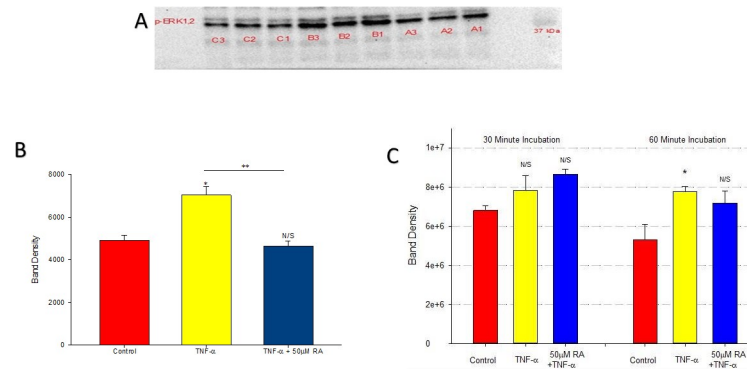 A
p-ERK1,2
C3 C2 C1 B3 B2 B1 A3 A2 A1
37 kDa
B
8000
6000
4000
2000
0
Band Density
*
**
N/S
Control TNF-α TNF-α + 50µM RA
C
30 Minute Incubation 60 Minute Incubation
1e+7
8e+6
6e+6
4e+6
2e+6
0
Band Density
N/S N/S * N/S
Control TNF-α 50µM RA +TNF-α Control TNF-α 50µM RA +TNF-α